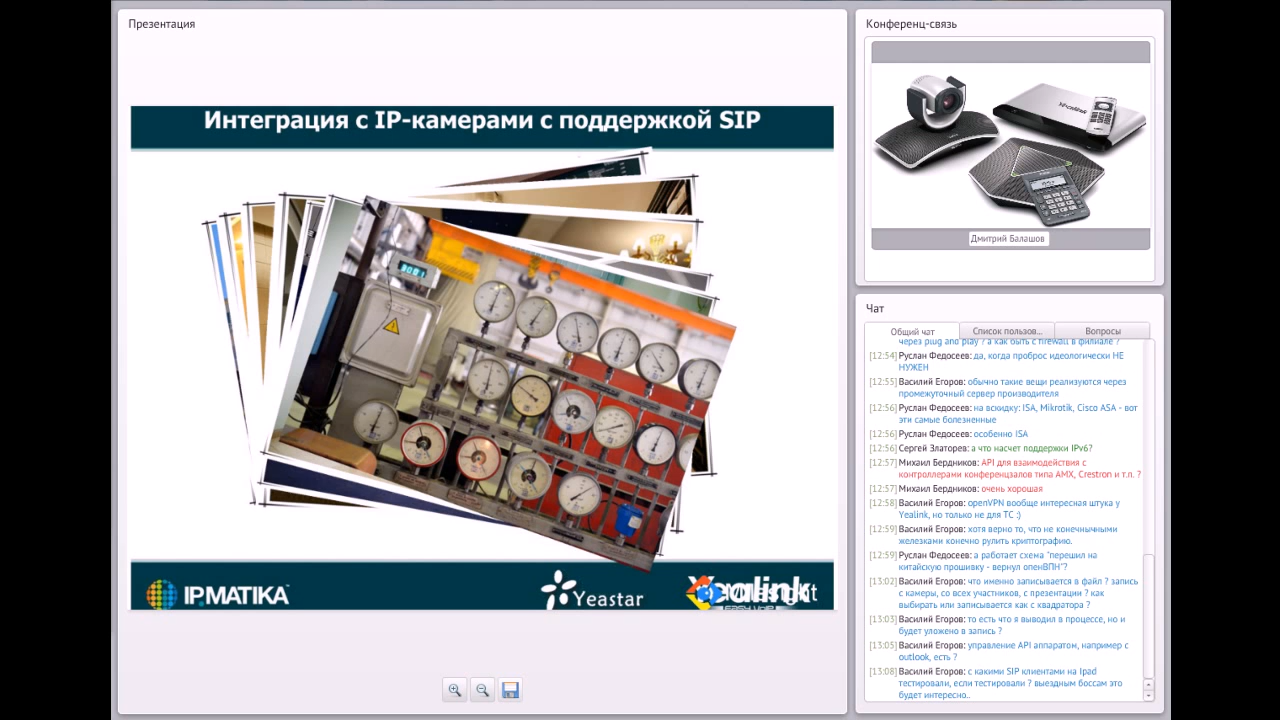 Презентация
Интеграция с IP-камерами с поддержкой SIP
IPMATIKA
Yeastar
Yealink
Конференц-связь
Yealink
Дмитрий Балашов
Чат
Общий чат
Список пользов...
Вопросы
через plug and play ? а как быть с firewall в филиале ?
[12:54] Руслан Федосеев: да, когда проброс идеологически НЕ
НУЖЕН
[12:55] Василий Егоров: обычно такие вещи реализуются через
промежуточный сервер производителя
[12:56] Руслан Федосеев: на вскидку: ISA, Mikrotik, Cisco ASA - вот
эти самые болезненные
[12:56] Руслан Федосеев: особенно ISA
[12:56] Сергей Златорев: а что насчет поддержки IPv6?
[12:57] Михаил Бердников: API для взаимодействия с
контроллерами конференцзалов типа AMX, Crestron и т.п. ?
[12:57] Михаил Бердников: очень хорошая
[12:58] Василий Егоров: openVPN вообще интересная штука у
Yealink, но только не для ТС :)
[12:59] Василий Егоров: хотя верно то, что не конечнычными
железками конечно рулить криптографию.
[12:59] Руслан Федосеев: а работает схема "перешил на
китайскую прошивку - вернул опенВПН"?
[13:02] Василий Егоров: что именно записывается в файл ? запись
с камеры, со всех участников, с презентации ? как
выбирать или записывается как с квадратора ?
[13:03] Василий Егоров: то есть что я выводил в процессе, но и
будет уложено в запись ?
[13:05] Василий Егоров: управление API аппаратом, например с
outlook, есть ?
[13:08] Василий Егоров: с какими SIP клиентами на Ipad
тестировали, если тестировали ? выездным боссам это
будет интересно..